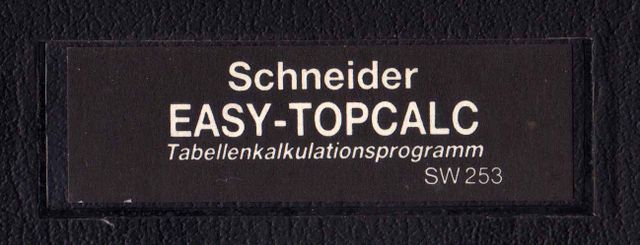 Schneider
EASY-TOPCALC
Tabellenkalkulationsprogramm
SW 253